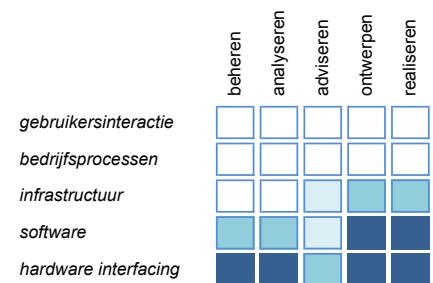 beheren
analyseren
adviseren
ontwerpen
realiseren
gebruikersinteractie
bedrijfsprocessen
infrastructuur
software
hardware interfacing